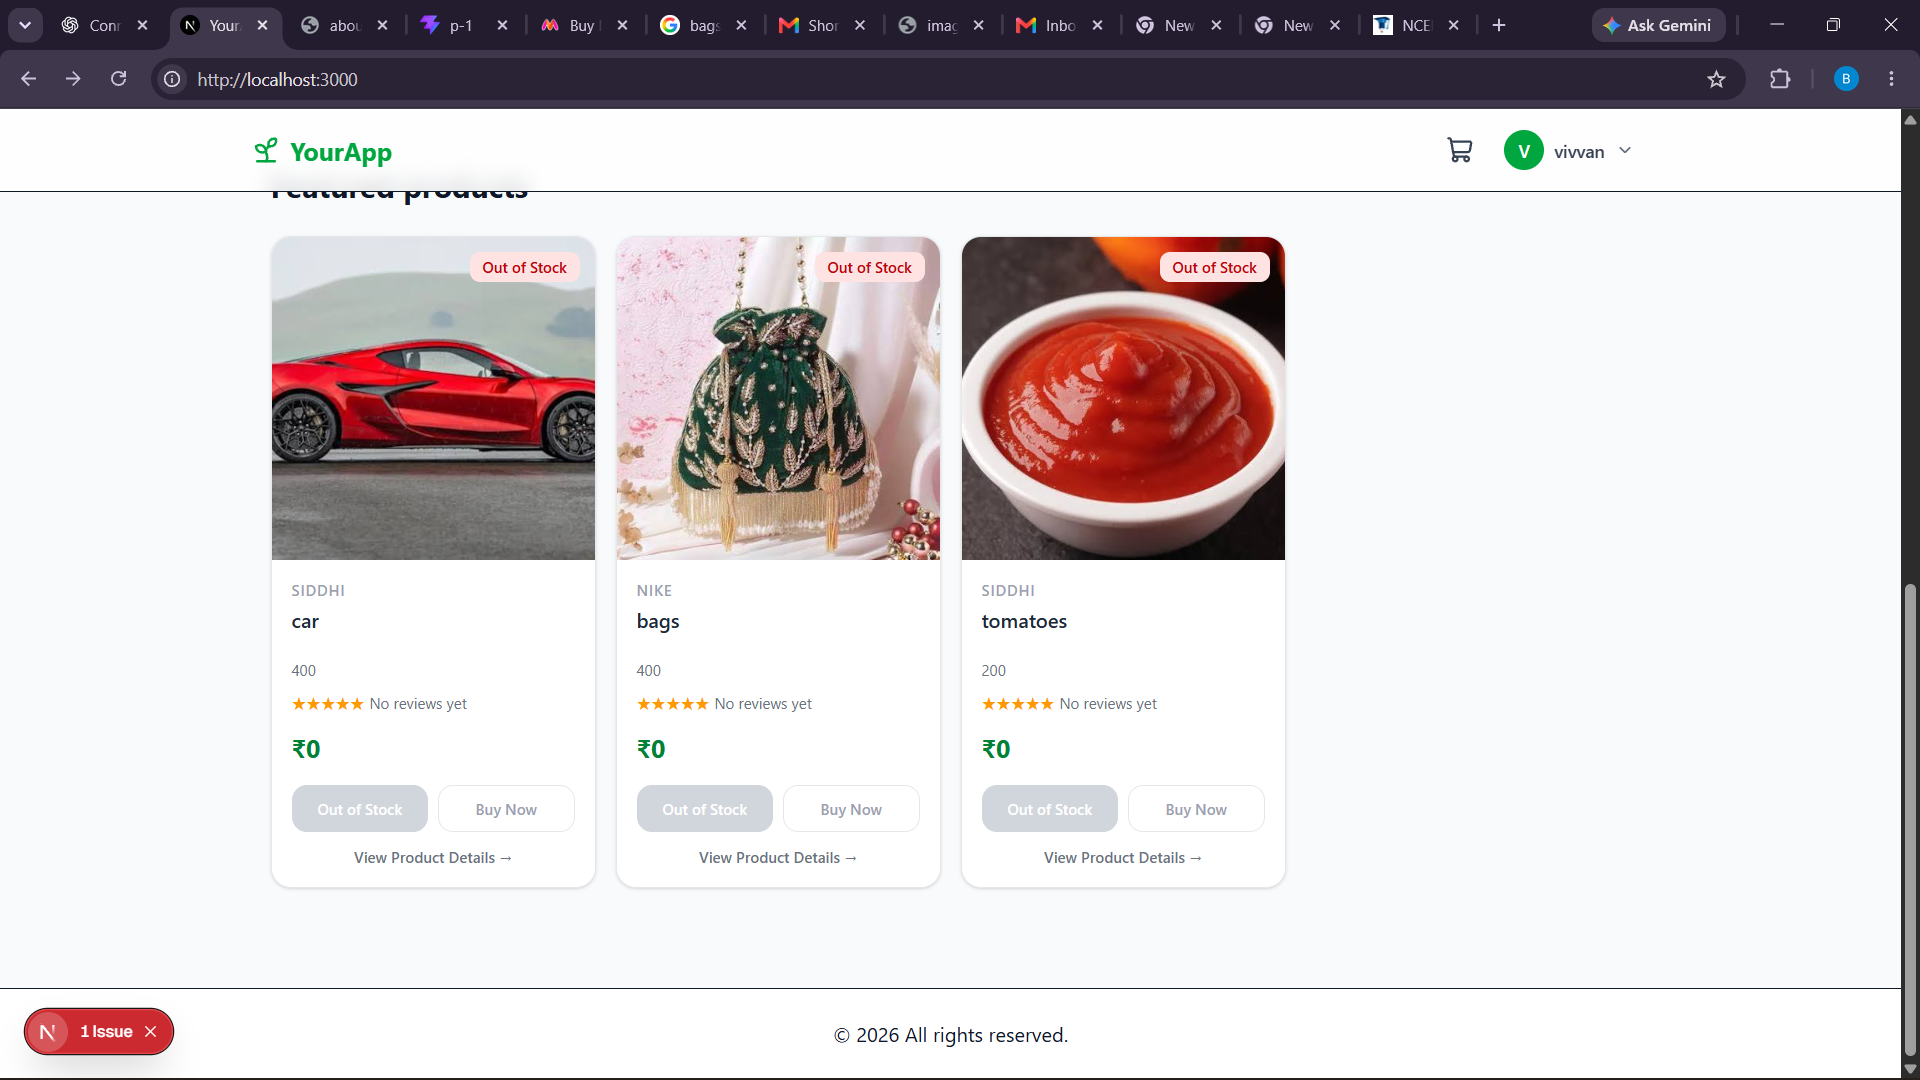 Conr
Your
abou
p-1
Buy
bags
Shor
imag
Inbo
New
New
NCE
Ask Gemini
http://localhost:3000
B
YourApp
V vivvan
Featured products
Out of Stock
Out of Stock
Out of Stock
SIDDHI
car
400
★★★★★ No reviews yet
₹0
Out of Stock
Buy Now
View Product Details →
NIKE
bags
400
★★★★★ No reviews yet
₹0
Out of Stock
Buy Now
View Product Details →
SIDDHI
tomatoes
200
★★★★★ No reviews yet
₹0
Out of Stock
Buy Now
View Product Details →
N 1 Issue
© 2026 All rights reserved.